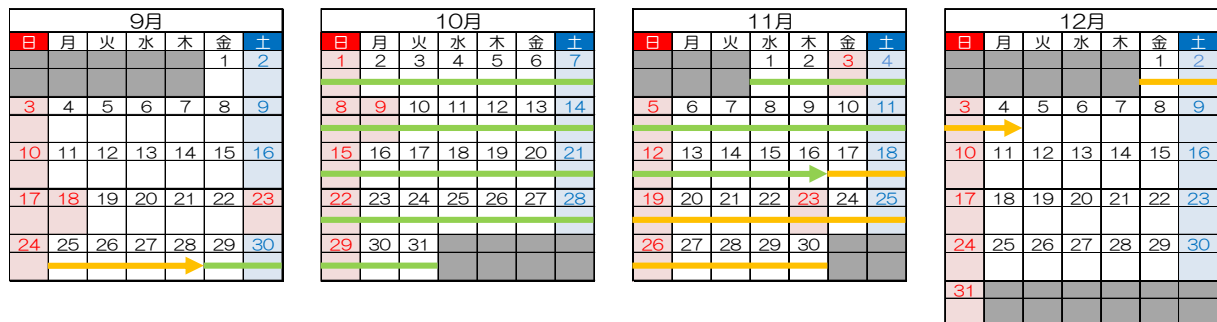 9月
日 月 火 水 木 金 土
1 2
3 4 5 6 7 8 9
10 11 12 13 14 15 16
17 18 19 20 21 22 23
24 25 26 27 28 29 30
10月
日 月 火 水 木 金 土
1 2 3 4 5 6 7
8 9 10 11 12 13 14
15 16 17 18 19 20 21
22 23 24 25 26 27 28
29 30 31
11月
日 月 火 水 木 金 土
1 2 3 4
5 6 7 8 9 10 11
12 13 14 15 16 17 18
19 20 21 22 23 24 25
26 27 28 29 30
12月
日 月 火 水 木 金 土
1 2
3 4 5 6 7 8 9
10 11 12 13 14 15 16
17 18 19 20 21 22 23
24 25 26 27 28 29 30
31